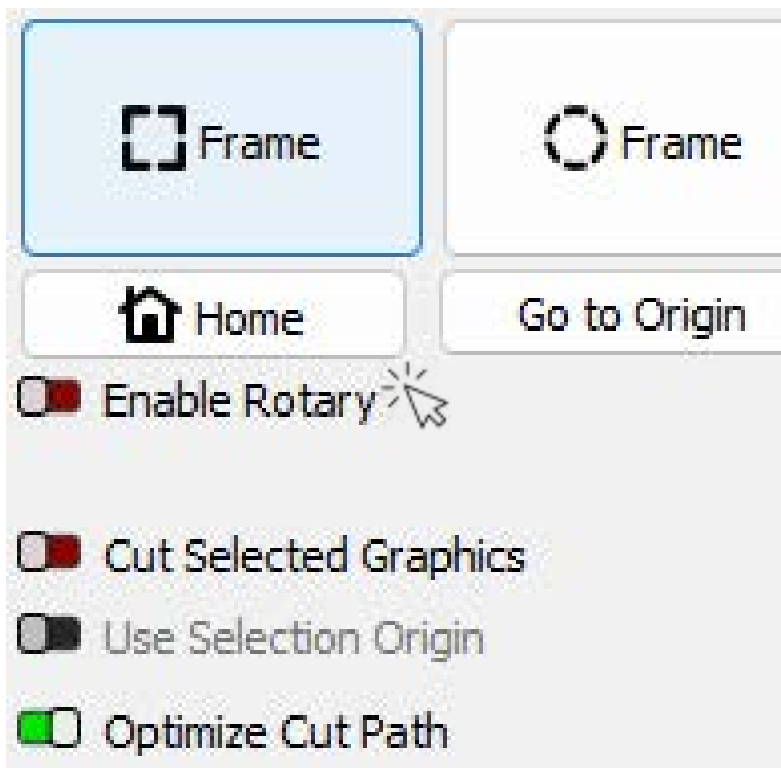 Frame Frame
Home Go to Origin
Enable Rotary
Cut Selected Graphics
Use Selection Origin
Optimize Cut Path